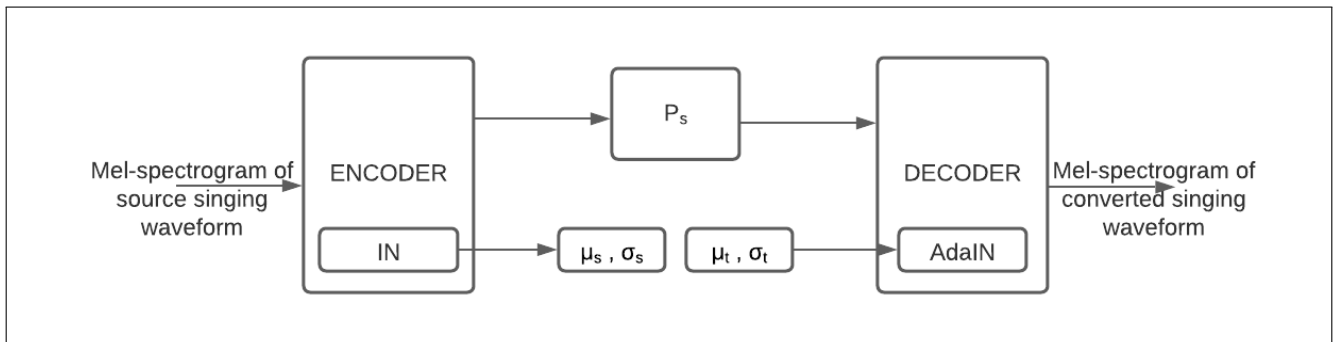 Mel-spectrogram of
source singing
waveform
ENCODER
IN
Pₛ
μₛ , σₛ
μₜ , σₜ
DECODER
AdaIN
Mel-spectrogram of
converted singing
waveform